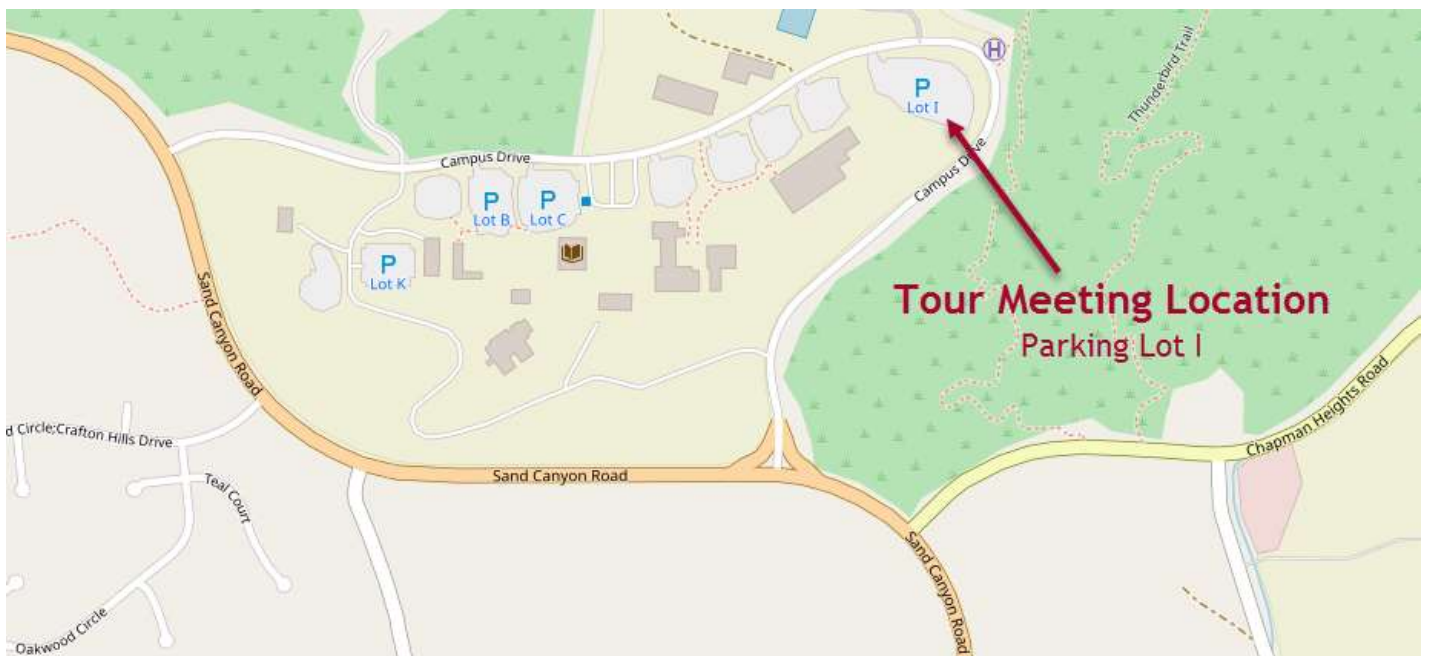 H
Thunderbird Trail
P
Lot I
Campus Drive
Campus Drive
P
Lot B
P
Lot C
P
Lot K
Tour Meeting Location
Parking Lot I
Sand Canyon Road
d Circle;Crafton Hills Drive
Teal Court
Sand Canyon Road
Chapman Heights Road
Sand Canyon Road
Oakwood Circle